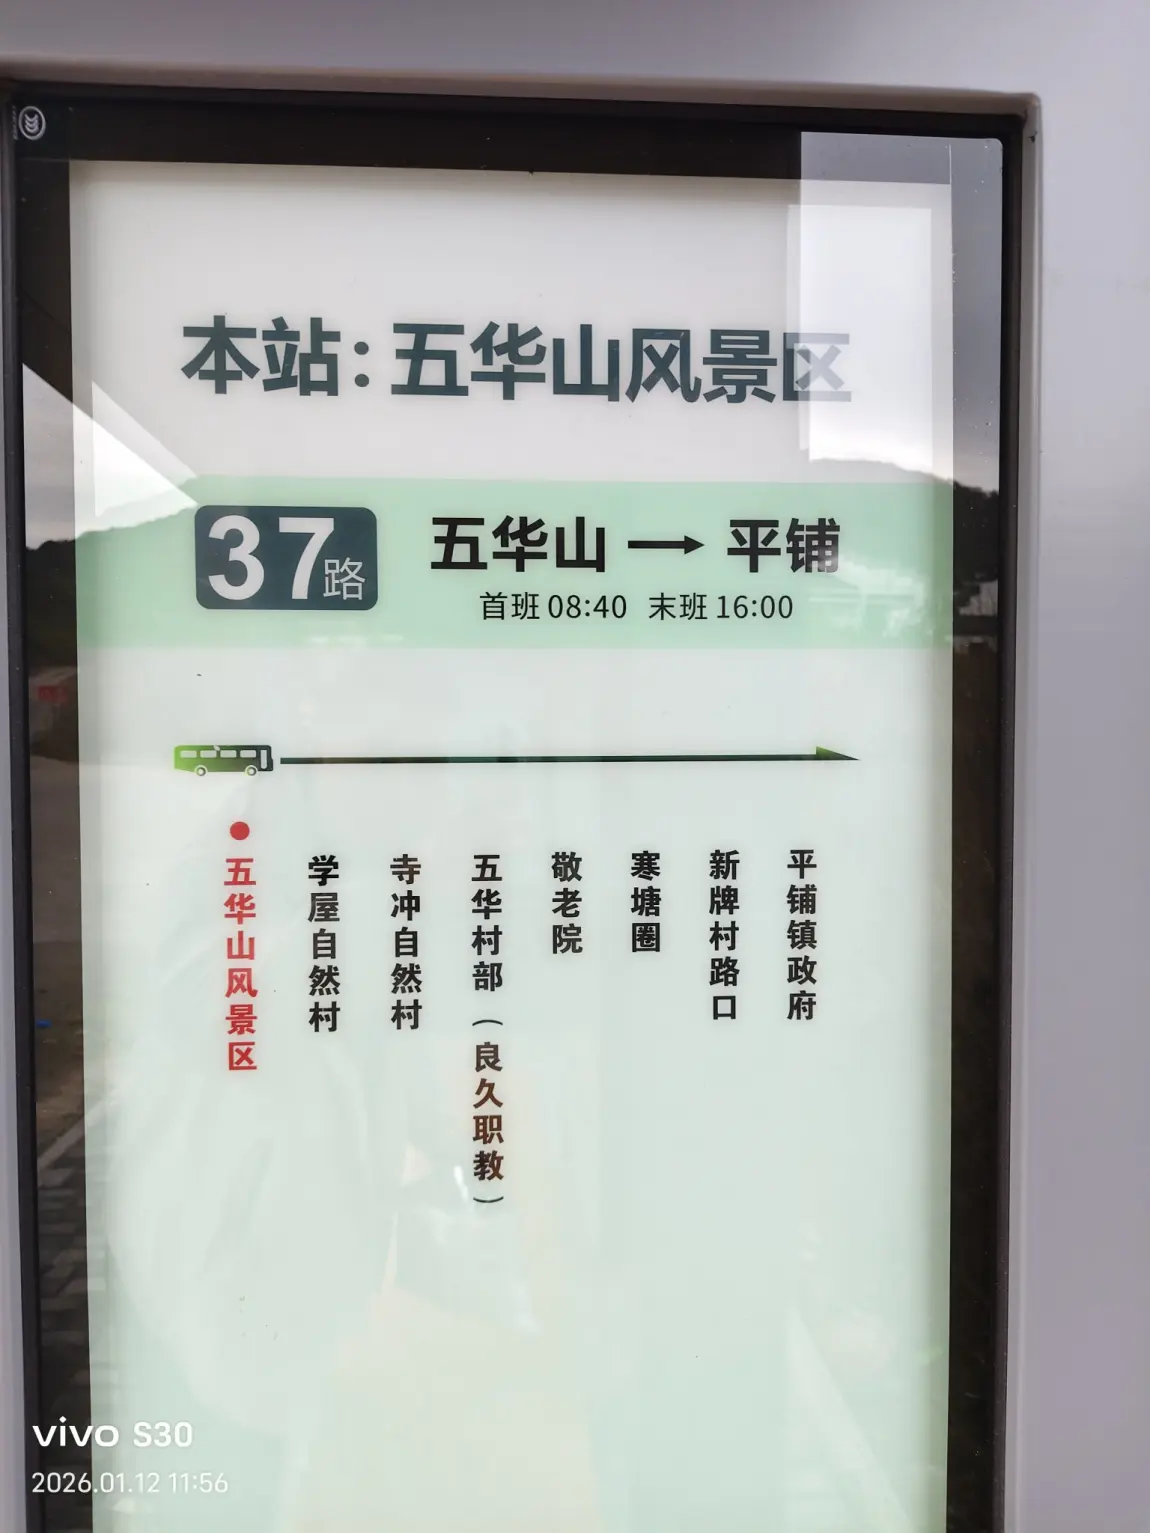 本站：五华山风景区
37路
五华山 → 平铺
首班 08:40 末班 16:00
五华山风景区
学屋自然村
寺冲自然村
五华村部（良久职教）
敬老院
寒塘圈
新牌村路口
平铺镇政府
vivo S30
2026.01.12 11:56